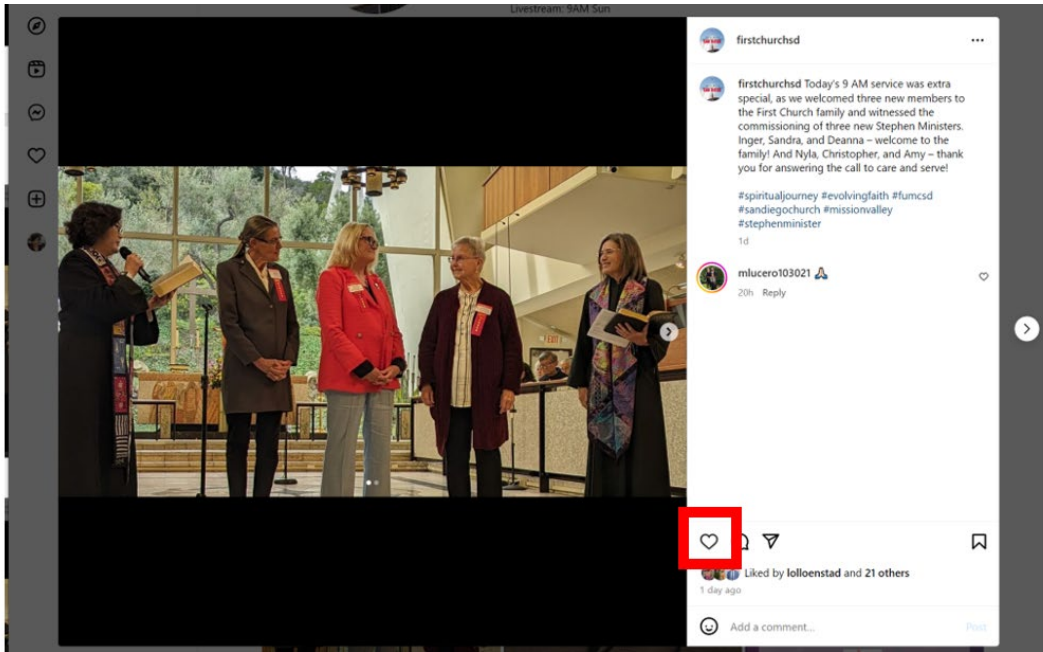 Livestream: 9AM Sun
firstchurchsd
firstchurchsd Today's 9 AM service was extra
special, as we welcomed three new members to
the First Church family and witnessed the
commissioning of three new Stephen Ministers.
Inger, Sandra, and Deanna – welcome to the
family! And Nyla, Christopher, and Amy – thank
you for answering the call to care and serve!
#spiritualjourney #evolvingfaith #fumcsd
#sandiegochurch #missionvalley
#stephenminister
1d
mlucero103021 🙏🏼
20h Reply
EXIT
Liked by lolloenstad and 21 others
1 day ago
Add a comment...
Post